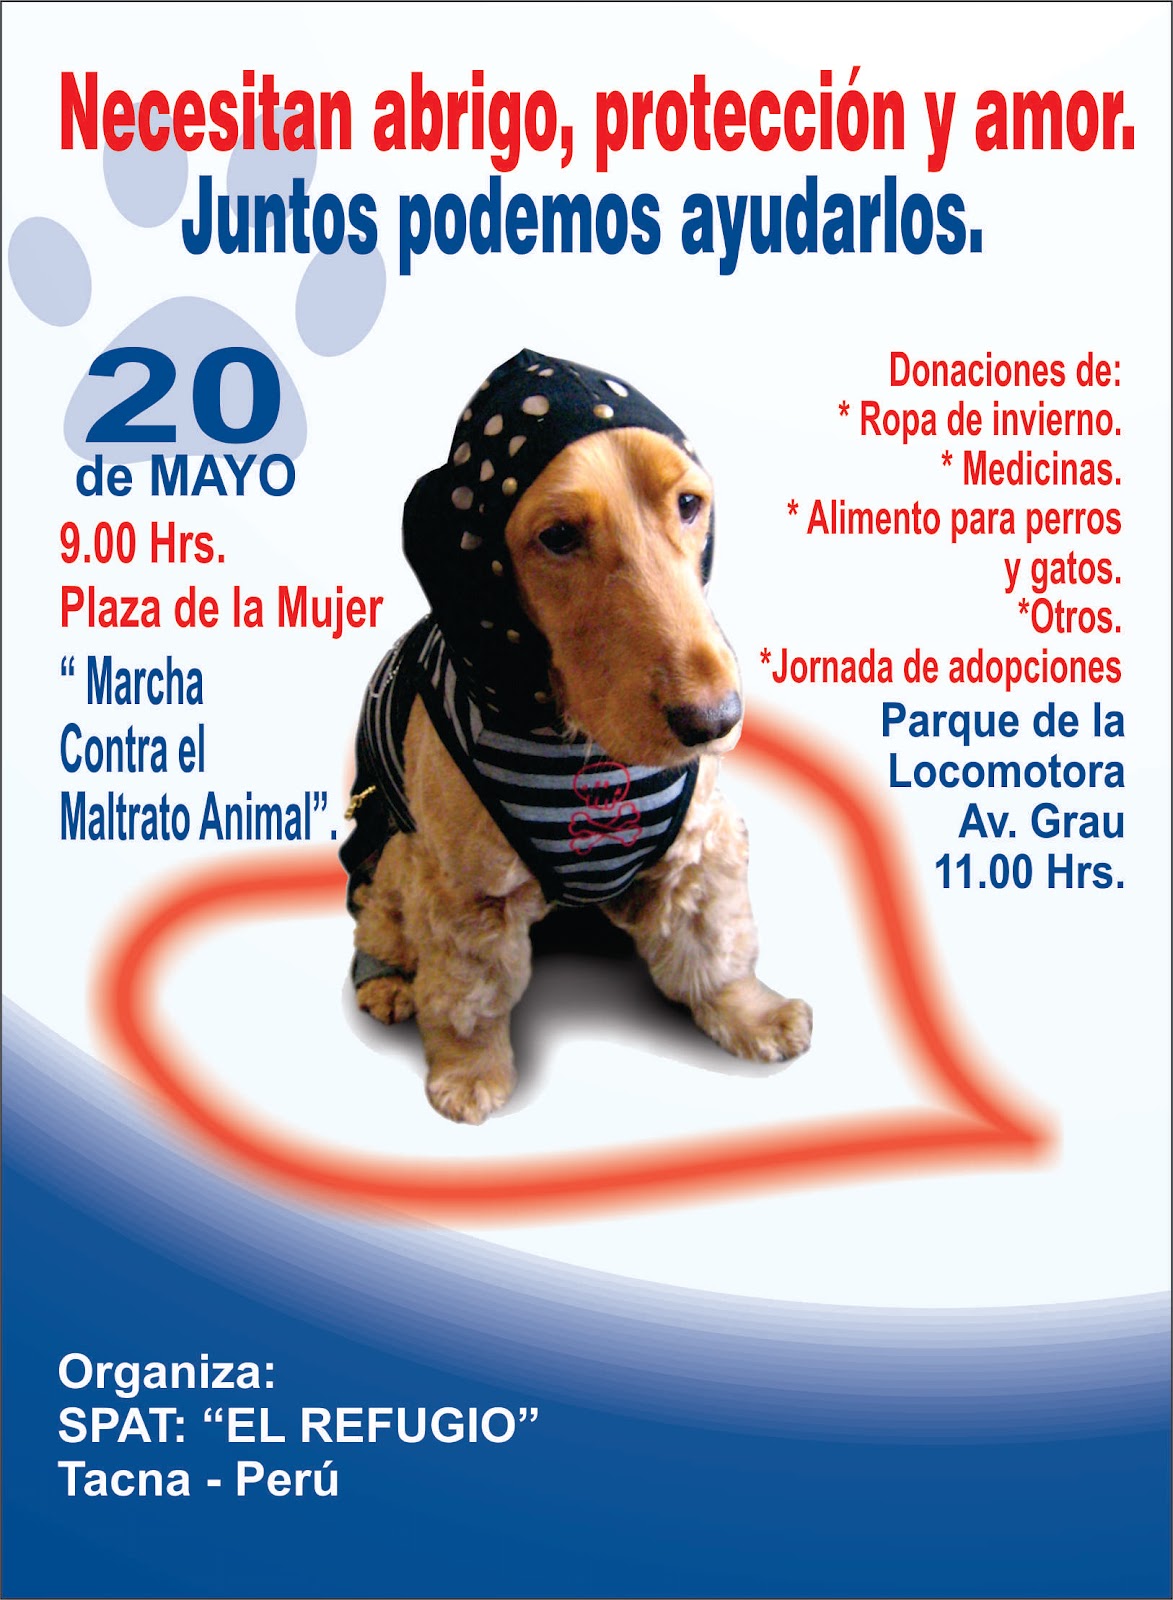 Necesitan abrigo, protección y amor.
Juntos podemos ayudarlos.
20
de MAYO
9.00 Hrs.
Plaza de la Mujer
“ Marcha
Contra el
Maltrato Animal”.
Donaciones de:
* Ropa de invierno.
* Medicinas.
* Alimento para perros
y gatos.
*Otros.
*Jornada de adopciones
Parque de la
Locomotora
Av. Grau
11.00 Hrs.
Organiza:
SPAT: “EL REFUGIO”
Tacna - Perú